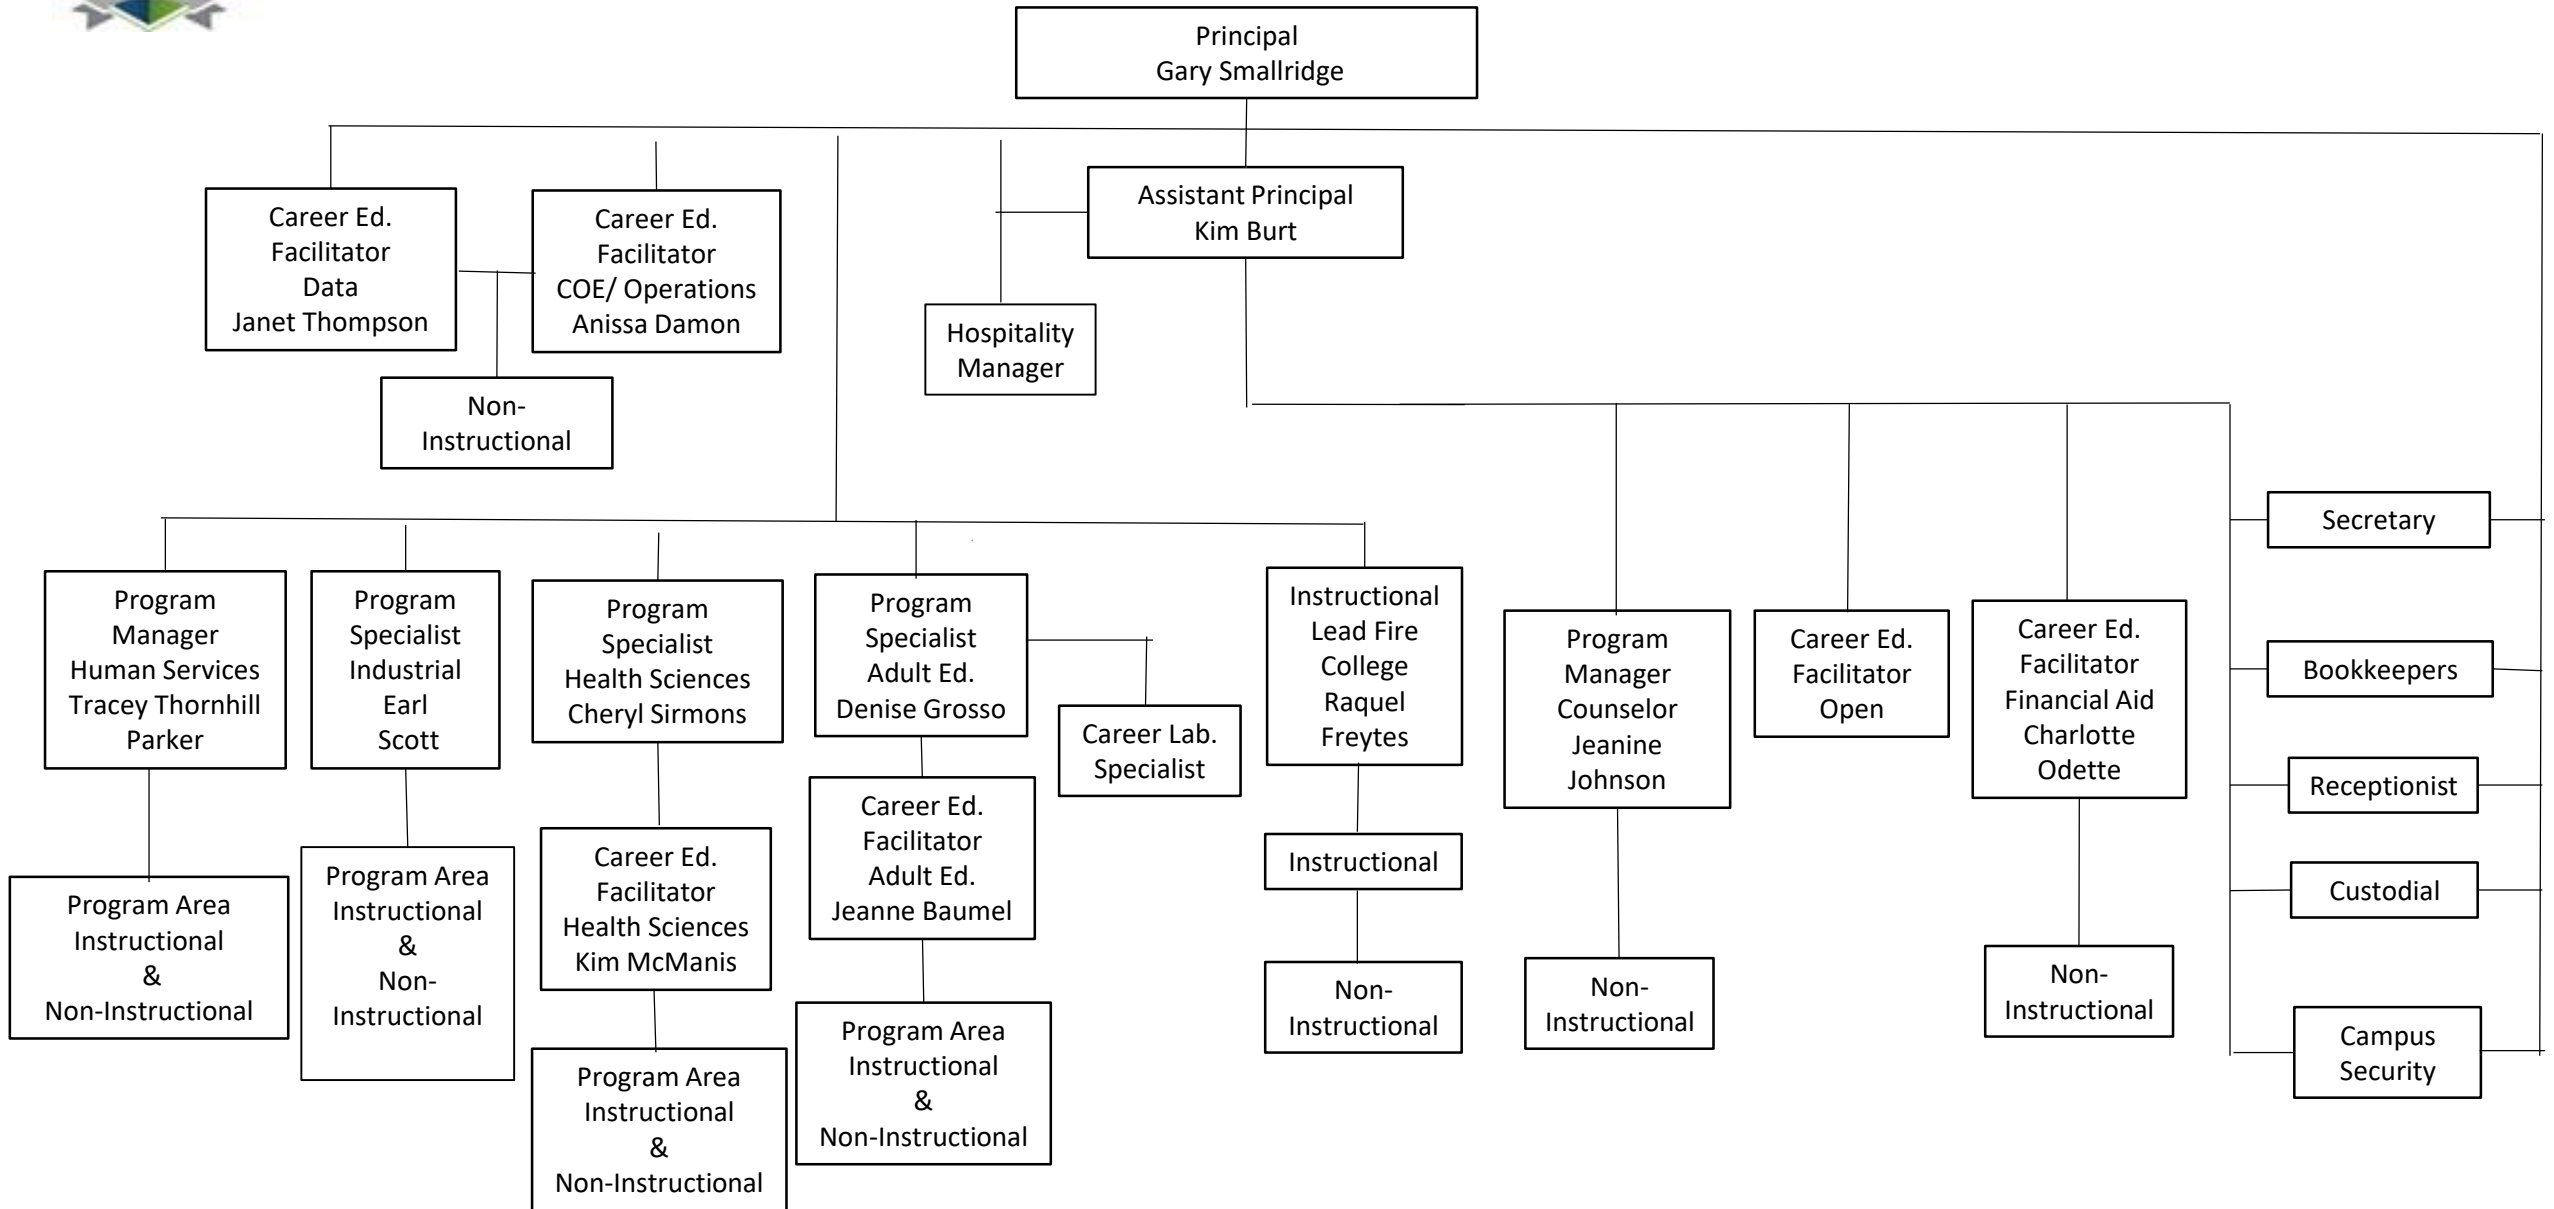 Principal
Gary Smallridge
Assistant Principal
Kim Burt
Career Ed.
Facilitator
Data
Janet Thompson
Career Ed.
Facilitator
COE/ Operations
Anissa Damon
Non-
Instructional
Hospitality
Manager
Secretary
Bookkeepers
Receptionist
Custodial
Campus
Security
Program
Manager
Human Services
Tracey Thornhill
Parker
Program Area
Instructional
&
Non-Instructional
Program
Specialist
Industrial
Earl
Scott
Program Area
Instructional
&
Non-
Instructional
Program
Specialist
Health Sciences
Cheryl Sirmons
Career Ed.
Facilitator
Health Sciences
Kim McManis
Program Area
Instructional
&
Non-Instructional
Program
Specialist
Adult Ed.
Denise Grosso
Career Lab.
Specialist
Career Ed.
Facilitator
Adult Ed.
Jeanne Baumel
Program Area
Instructional
&
Non-Instructional
Instructional
Lead Fire
College
Raquel
Freytes
Instructional
Non-
Instructional
Program
Manager
Counselor
Jeanine
Johnson
Non-
Instructional
Career Ed.
Facilitator
Open
Career Ed.
Facilitator
Financial Aid
Charlotte
Odette
Non-
Instructional